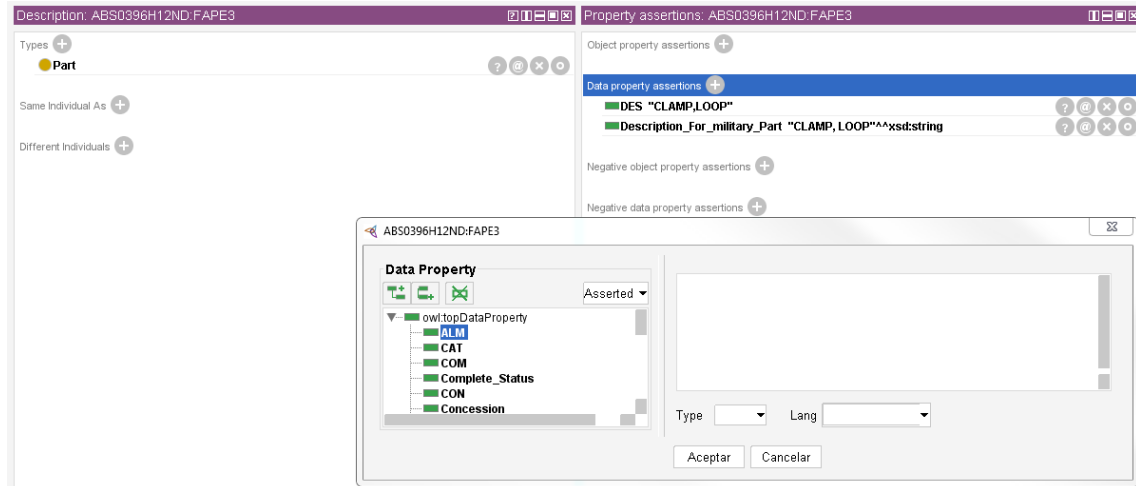 Description: ABS0396H12ND:FAPE3
Types
Part
Same Individual As
Different Individuals
Property assertions: ABS0396H12ND:FAPE3
Object property assertions
Data property assertions
DES "CLAMP,LOOP"
Description_For_military_Part "CLAMP, LOOP"^^xsd:string
Negative object property assertions
Negative data property assertions
ABS0396H12ND:FAPE3
Data Property
Asserted
owl:topDataProperty
ALM
CAT
COM
Complete_Status
CON
Concession
Type
Lang
Aceptar
Cancelar